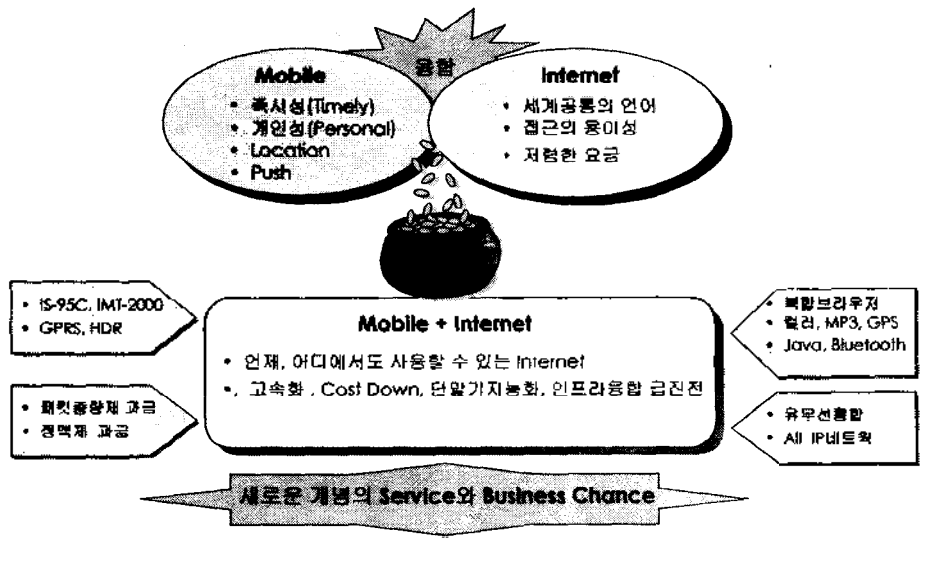 융합
Mobile
• 즉시성(Timely)
• 개인성(Personal)
• Location
• Push
Internet
• 세계공통의 언어
• 접근의 용이성
• 저렴한 요금
• IS-95C, IMT-2000
• GPRS, HDR
• 패킷종량제 과금
• 정액제 과금
Mobile + Internet
• 언제, 어디에서도 사용할 수 있는 Internet
•, 고속화 , Cost Down, 단말기지능화, 인프라융합 급진전
• 복합브라우저
• 컬러, MP3, GPS
• Java, Bluetooth
• 유무선통합
• All IP네트웍
새로운 개념의 Service와 Business Chance